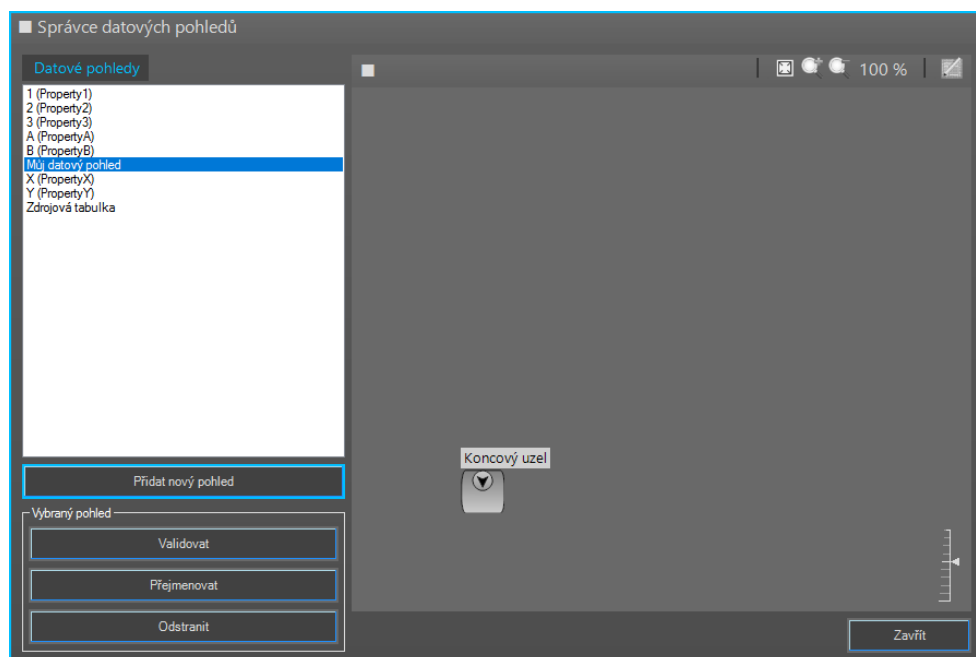 Správce datových pohledů
Datové pohledy
100 %
1 (Property1)
2 (Property2)
3 (Property3)
A (PropertyA)
B (PropertyB)
Můj datový pohled
X (PropertyX)
Y (PropertyY)
Zdrojová tabulka
Koncový uzel
Přidat nový pohled
Vybraný pohled
Validovat
Přejmenovat
Odstranit
Zavřít